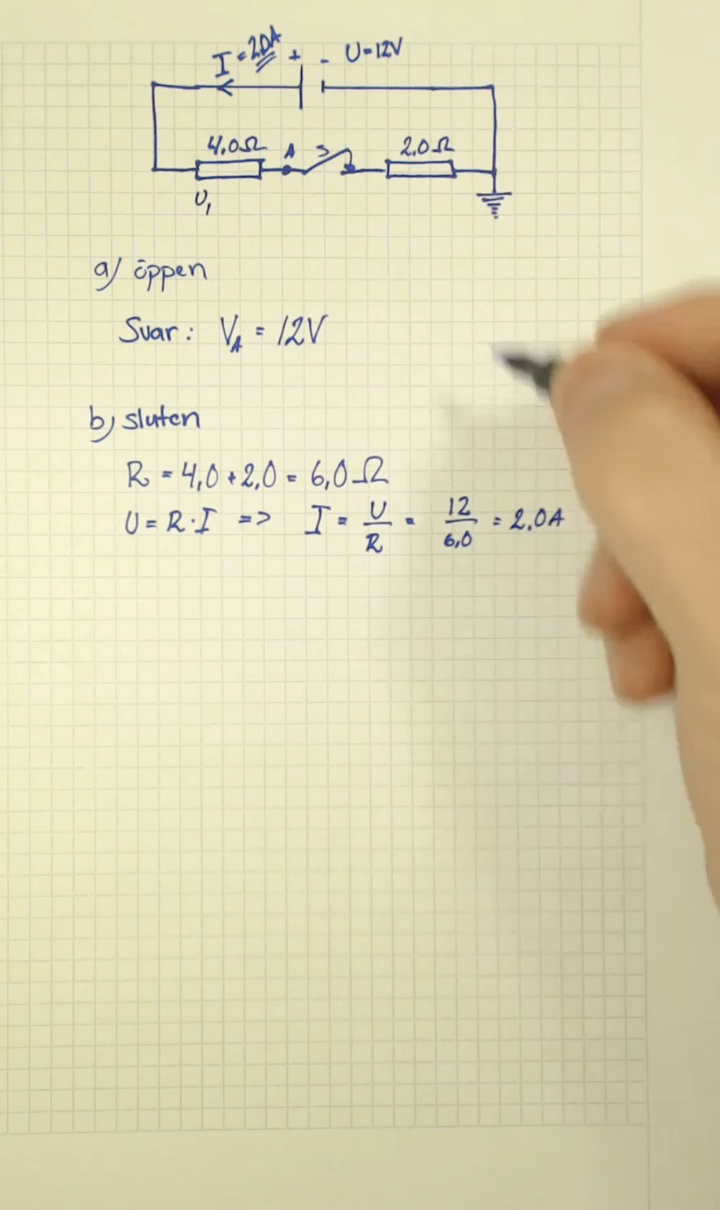 I = 2.0A + - U=12V
4.0Ω A S 2.0Ω
U₁
a) öppen
Svar: V_A = 12V
b) sluten
R = 4,0 + 2,0 = 6,0 Ω
U = R·I => I = U/R = 12/6,0 = 2.0A